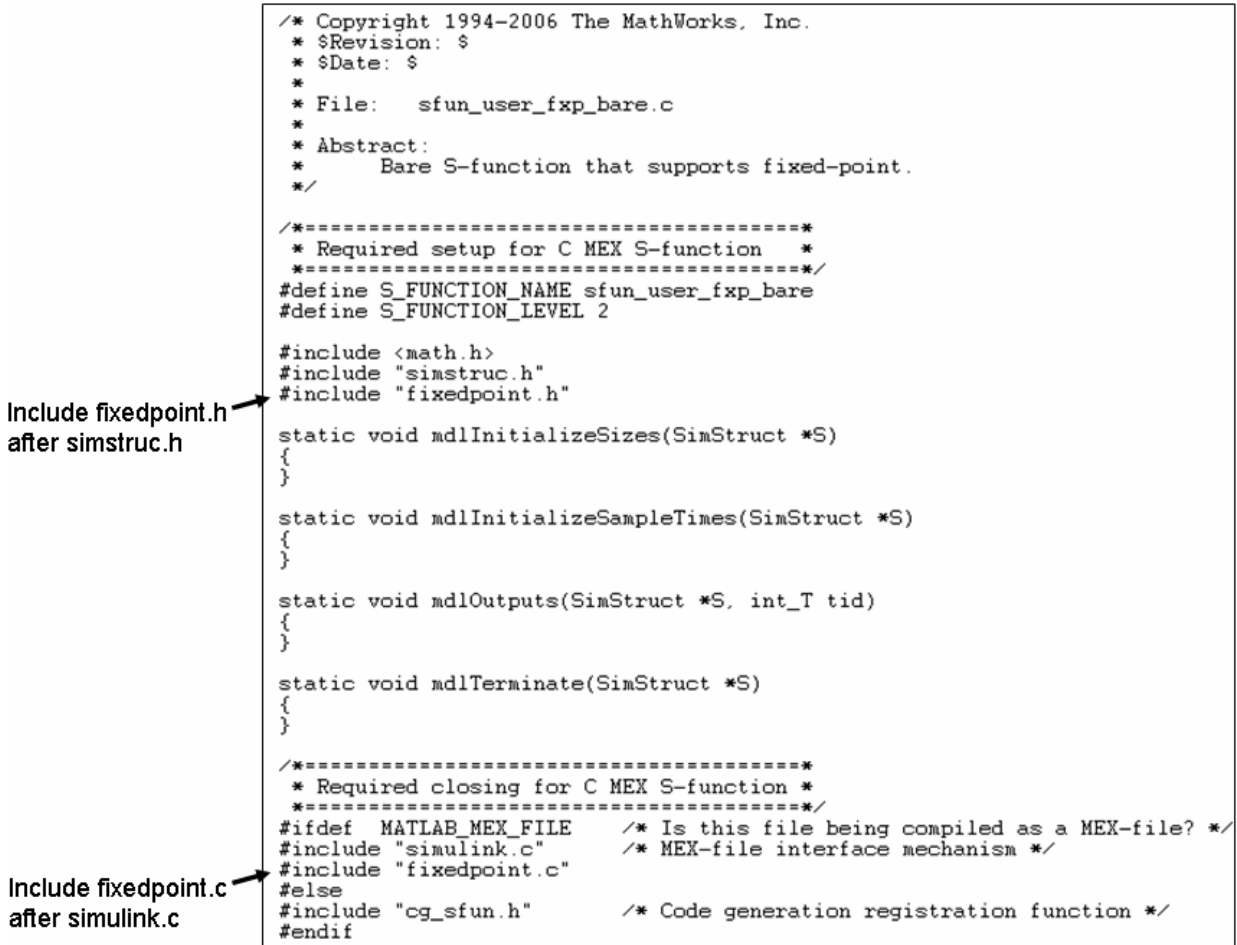 /* Copyright 1994-2006 The MathWorks, Inc.
 * $Revision: $
 * $Date: $
 *
 * File:   sfun_user_fxp_bare.c
 *
 * Abstract:
 *      Bare S-function that supports fixed-point.
 */
/*=======================================*
 * Required setup for C MEX S-function   *
 *=======================================*/
#define S_FUNCTION_NAME sfun_user_fxp_bare
#define S_FUNCTION_LEVEL 2
#include <math.h>
#include "simstruc.h"
#include "fixedpoint.h"
Include fixedpoint.h
after simstruc.h
static void mdlInitializeSizes(SimStruct *S)
{
}
static void mdlInitializeSampleTimes(SimStruct *S)
{
}
static void mdlOutputs(SimStruct *S, int_T tid)
{
}
static void mdlTerminate(SimStruct *S)
{
}
/*=======================================*
 * Required closing for C MEX S-function *
 *=======================================*/
#ifdef  MATLAB_MEX_FILE    /* Is this file being compiled as a MEX-file? */
#include "simulink.c"      /* MEX-file interface mechanism */
#include "fixedpoint.c"
Include fixedpoint.c
after simulink.c
#else
#include "cg_sfun.h"       /* Code generation registration function */
#endif